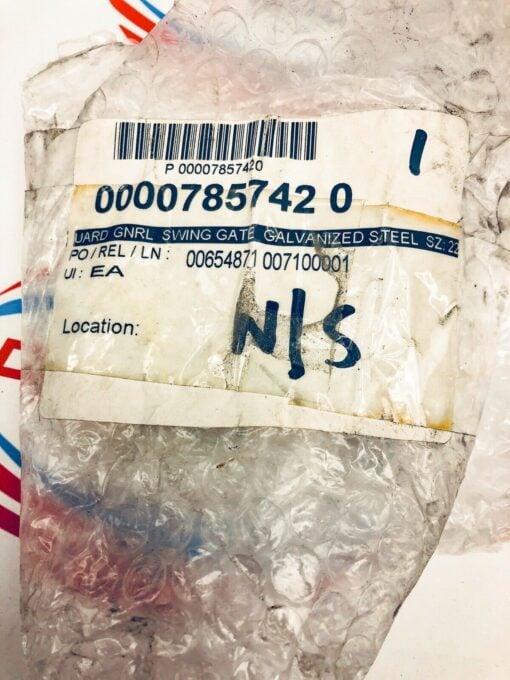 P 00007857420
1
0000785742 0
UARD GNRL SWING GATE GALVANIZED STEEL SZ: 22
PO / REL / LN : 00654871 007100001
UI : EA
Location:
N/S